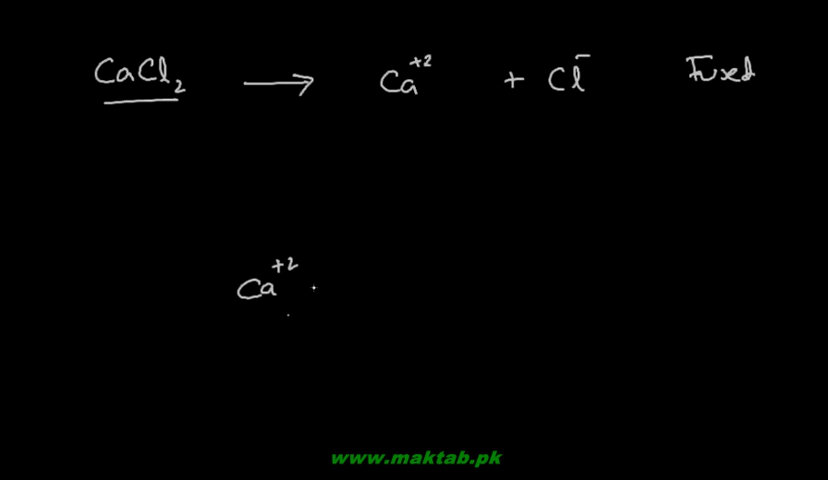 CaCl₂ ⟶ Ca⁺² + Cl⁻ Fused
Ca⁺²
www.maktab.pk